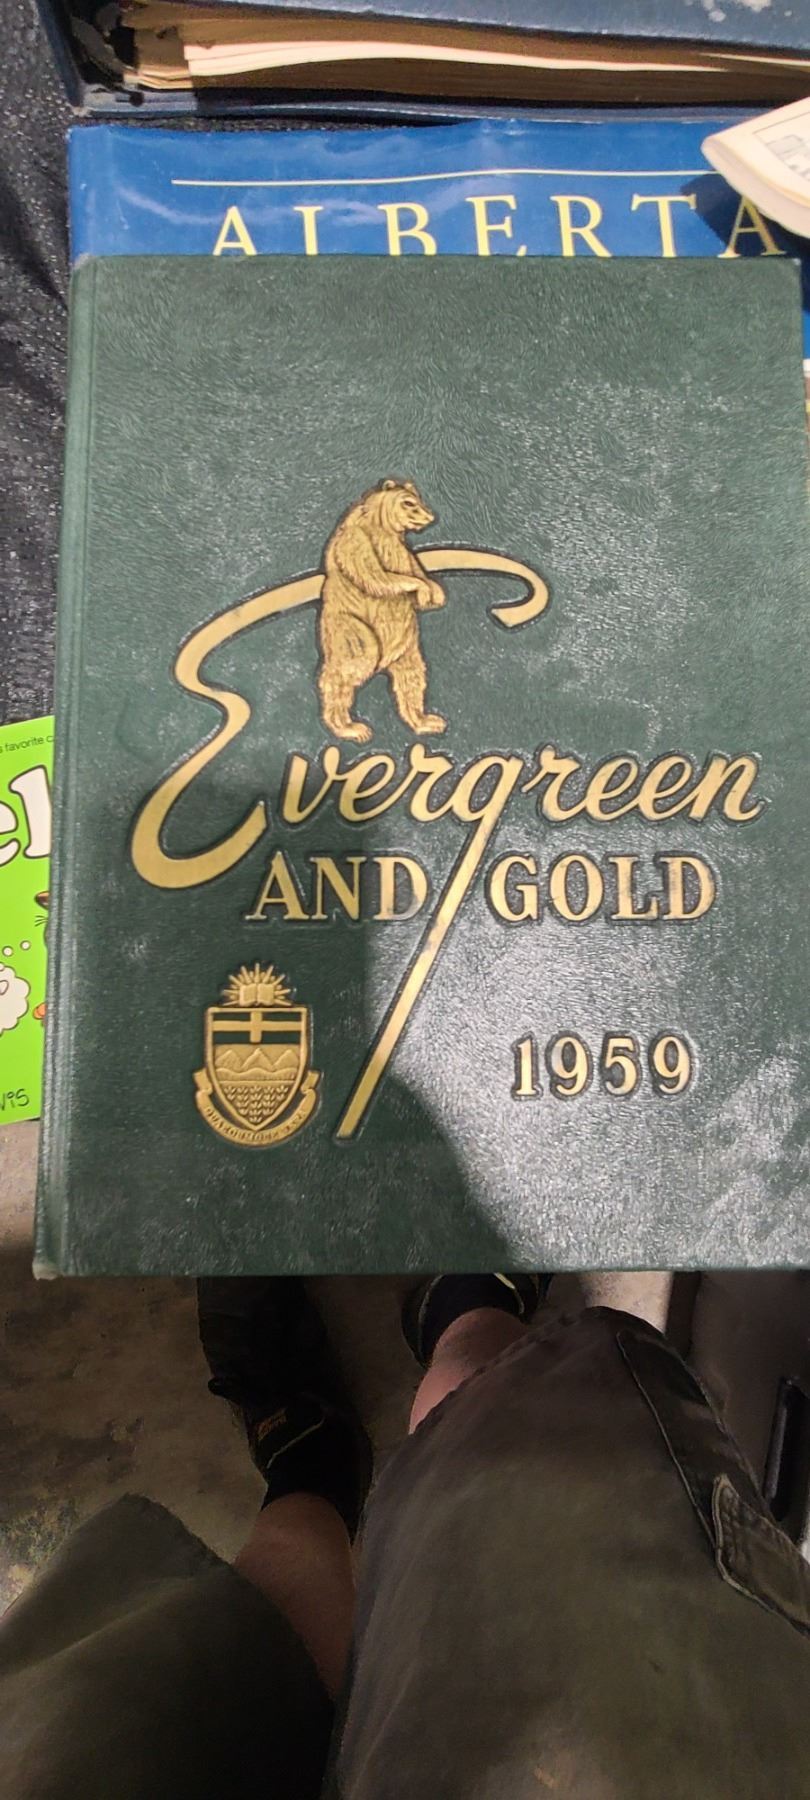 ALBERTA
Evergreen
AND GOLD
1959